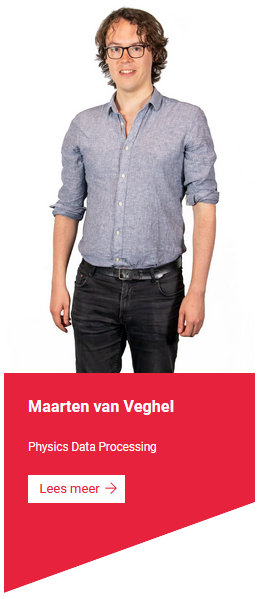 Maarten van Veghel
Physics Data Processing
Lees meer →